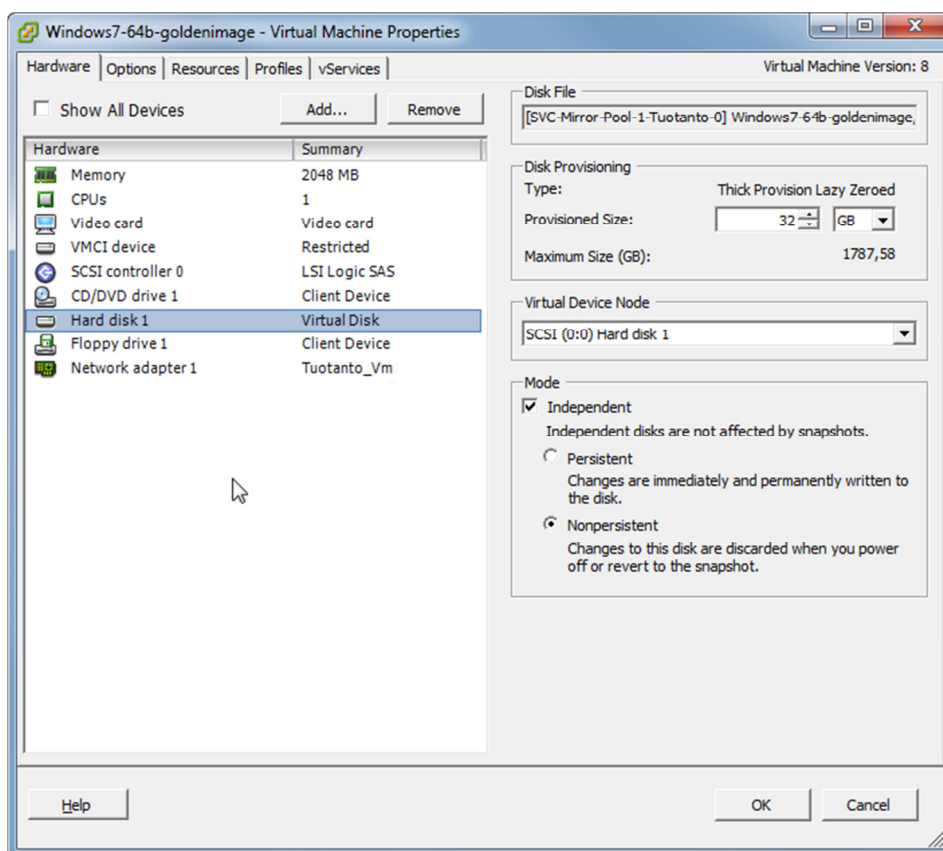 Windows7-64b-goldenimage - Virtual Machine Properties
Hardware Options Resources Profiles vServices
Virtual Machine Version: 8
Show All Devices
Add...
Remove
Hardware Summary
Memory 2048 MB
CPUs 1
Video card Video card
VMCI device Restricted
SCSI controller 0 LSI Logic SAS
CD/DVD drive 1 Client Device
Hard disk 1 Virtual Disk
Floppy drive 1 Client Device
Network adapter 1 Tuotanto_Vm
Disk File
[SVC-Mirror-Pool-1-Tuotanto-0] Windows7-64b-goldenimage,
Disk Provisioning
Type: Thick Provision Lazy Zeroed
Provisioned Size: 32 GB
Maximum Size (GB): 1787,58
Virtual Device Node
SCSI (0:0) Hard disk 1
Mode
Independent
Independent disks are not affected by snapshots.
Persistent
Changes are immediately and permanently written to
the disk.
Nonpersistent
Changes to this disk are discarded when you power
off or revert to the snapshot.
Help
OK
Cancel